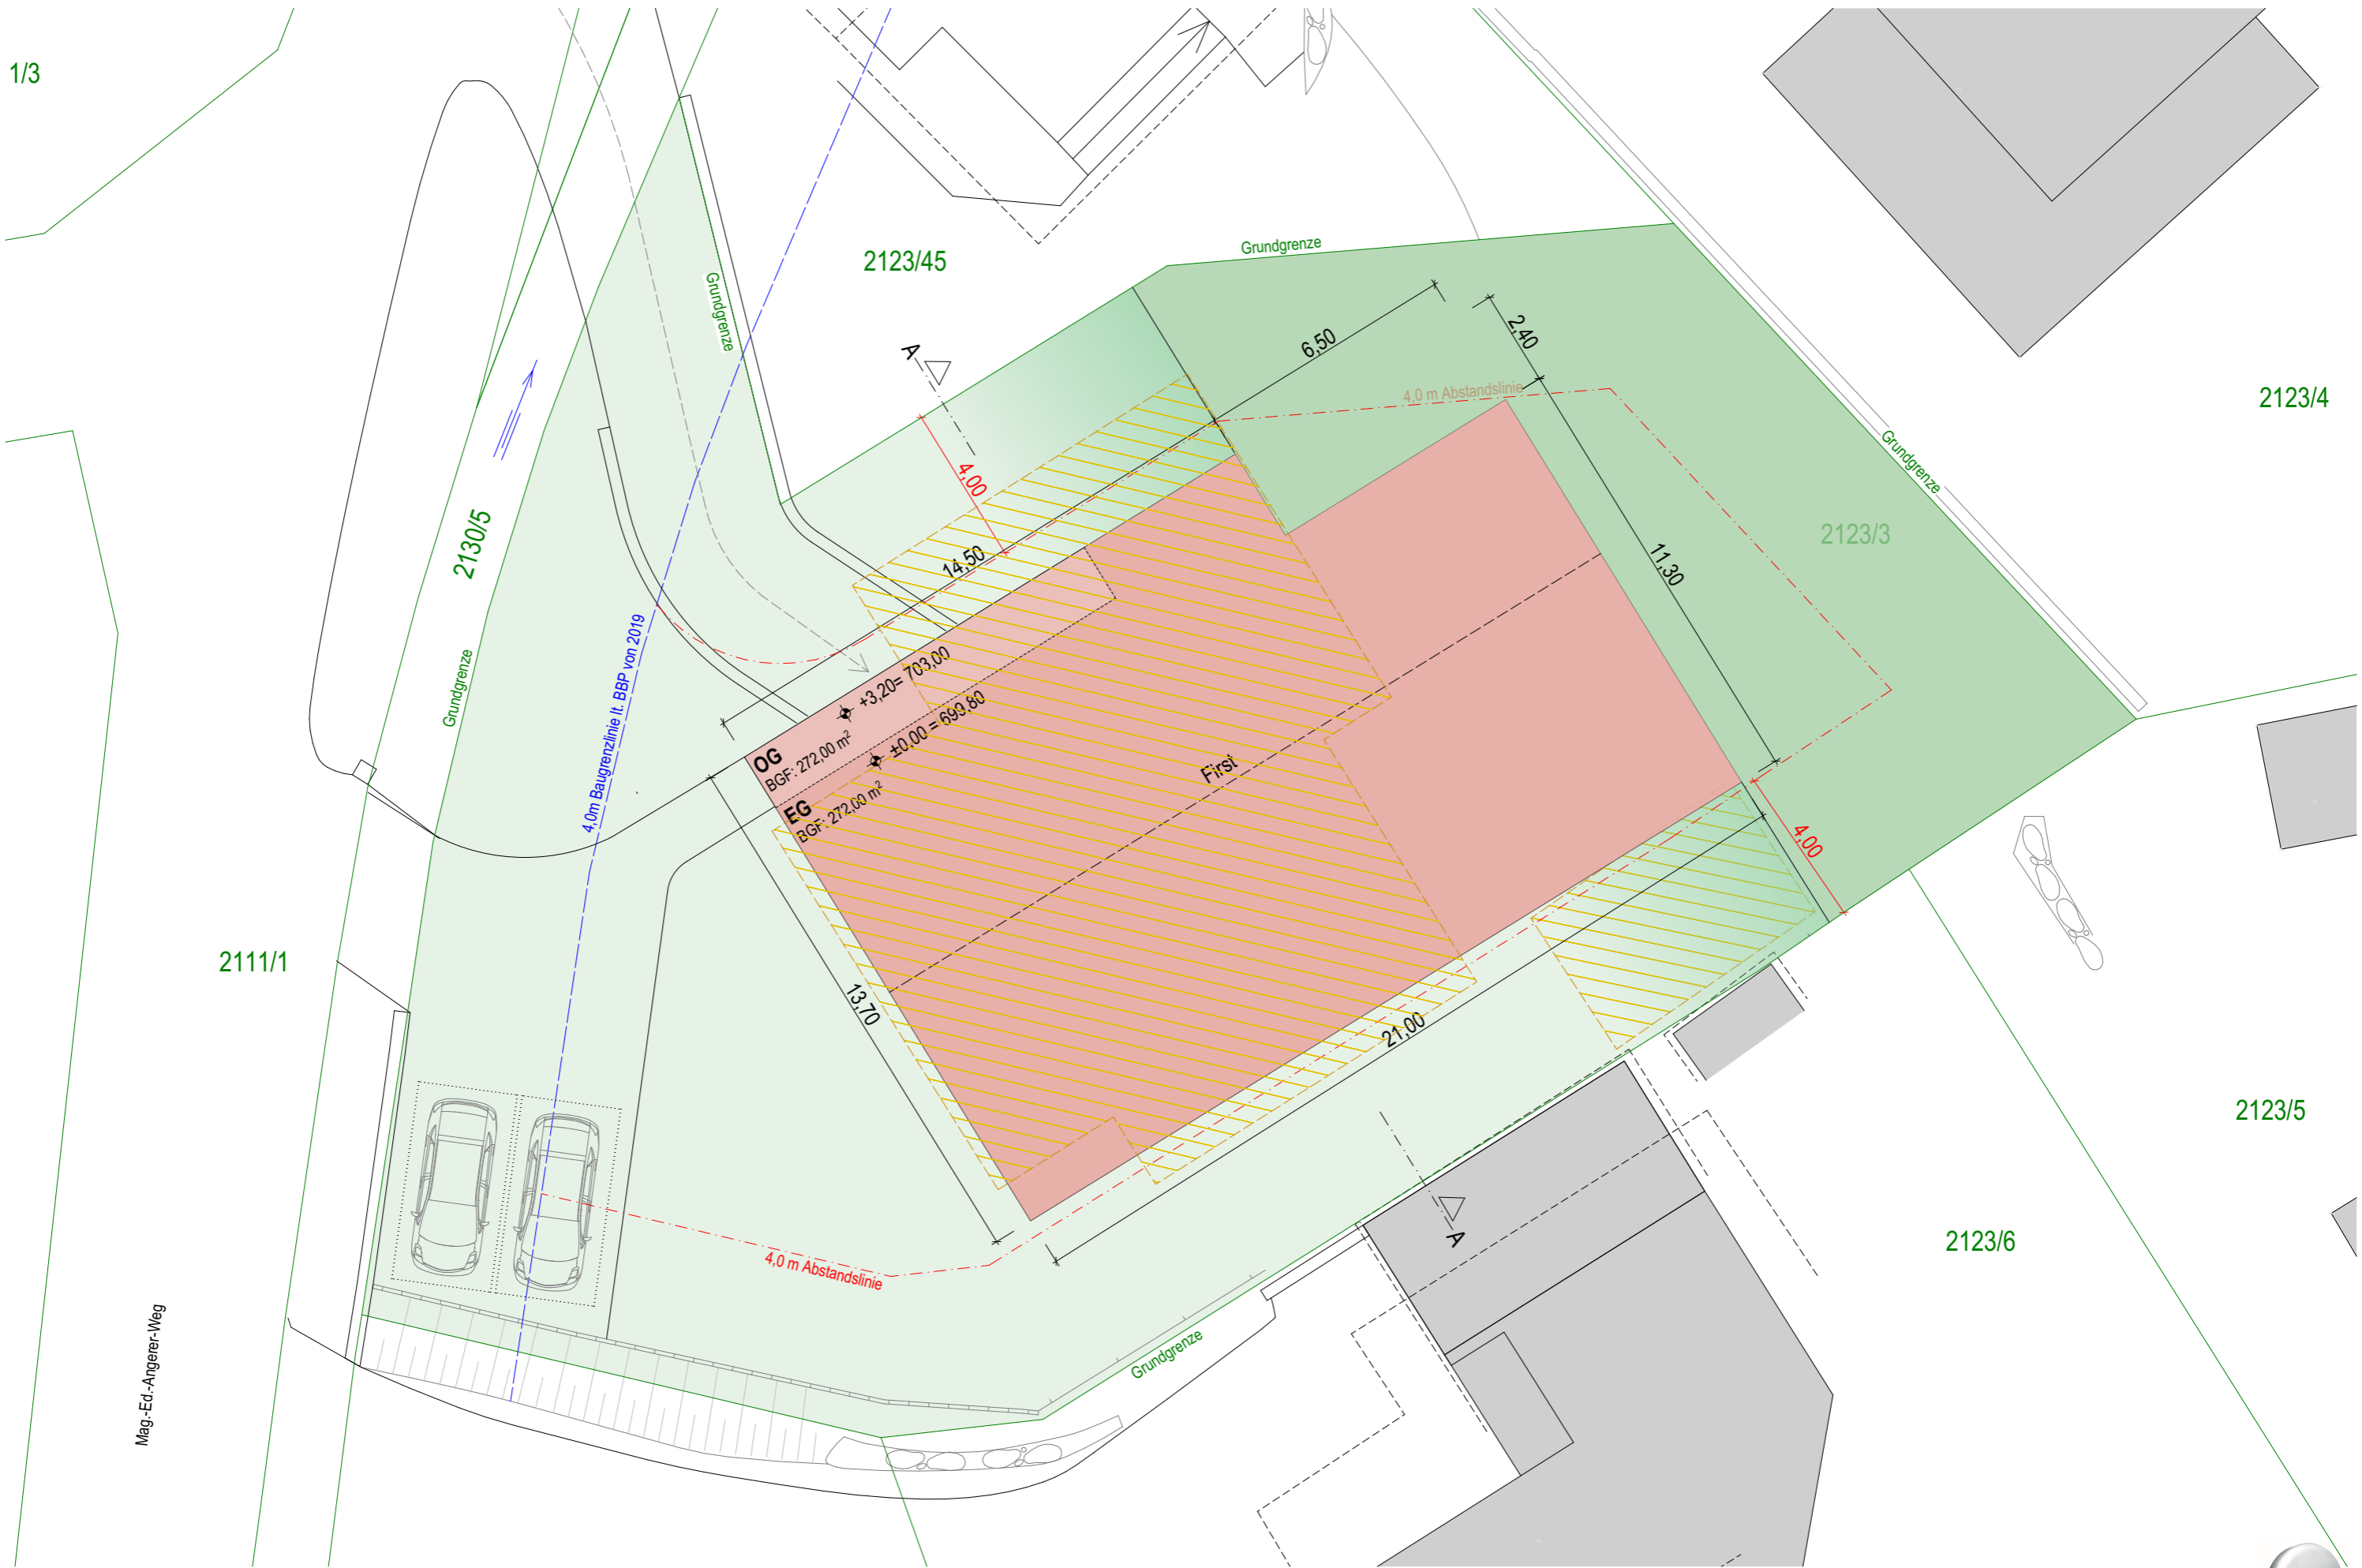 1/3
2123/45
Grundgrenze
Grundgrenze
6,50
2,40
A
4,0 m Abstandslinie
2123/4
Grundgrenze
4,00
2130/5
2123/3
14,50
11,30
4,0m Baugrenzlinie lt. BBP von 2019
Grundgrenze
+3,20= 703,00
OG
BGF: 272,00 m²
±0,00 = 699,80
EG
BGF: 272,00 m²
First
4,00
2111/1
13,70
21,00
2123/5
A
2123/6
4,0 m Abstandslinie
Grundgrenze
Mag.-Ed.-Angerer-Weg